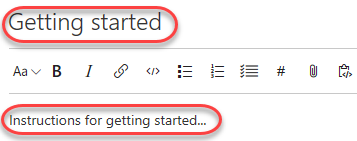 Getting started
Aa B I </> #
Instructions for getting started...